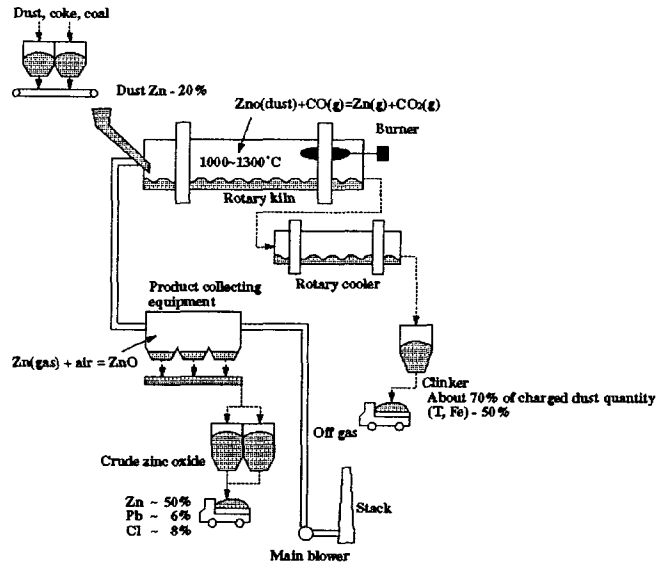 Dust, coke, coal
Dust Zn - 20%
Zno(dust)+CO(g)=Zn(g)+CO₂(g)
Burner
1000~1300°C
Rotary kiln
Rotary cooler
Product collecting
equipment
Zn(gas) + air = ZnO
Clinker
About 70% of charged dust quantity
(T, Fe) - 50%
Off gas
Crude zinc oxide
Zn ~ 50%
Pb ~ 6%
Cl ~ 8%
Stack
Main blower